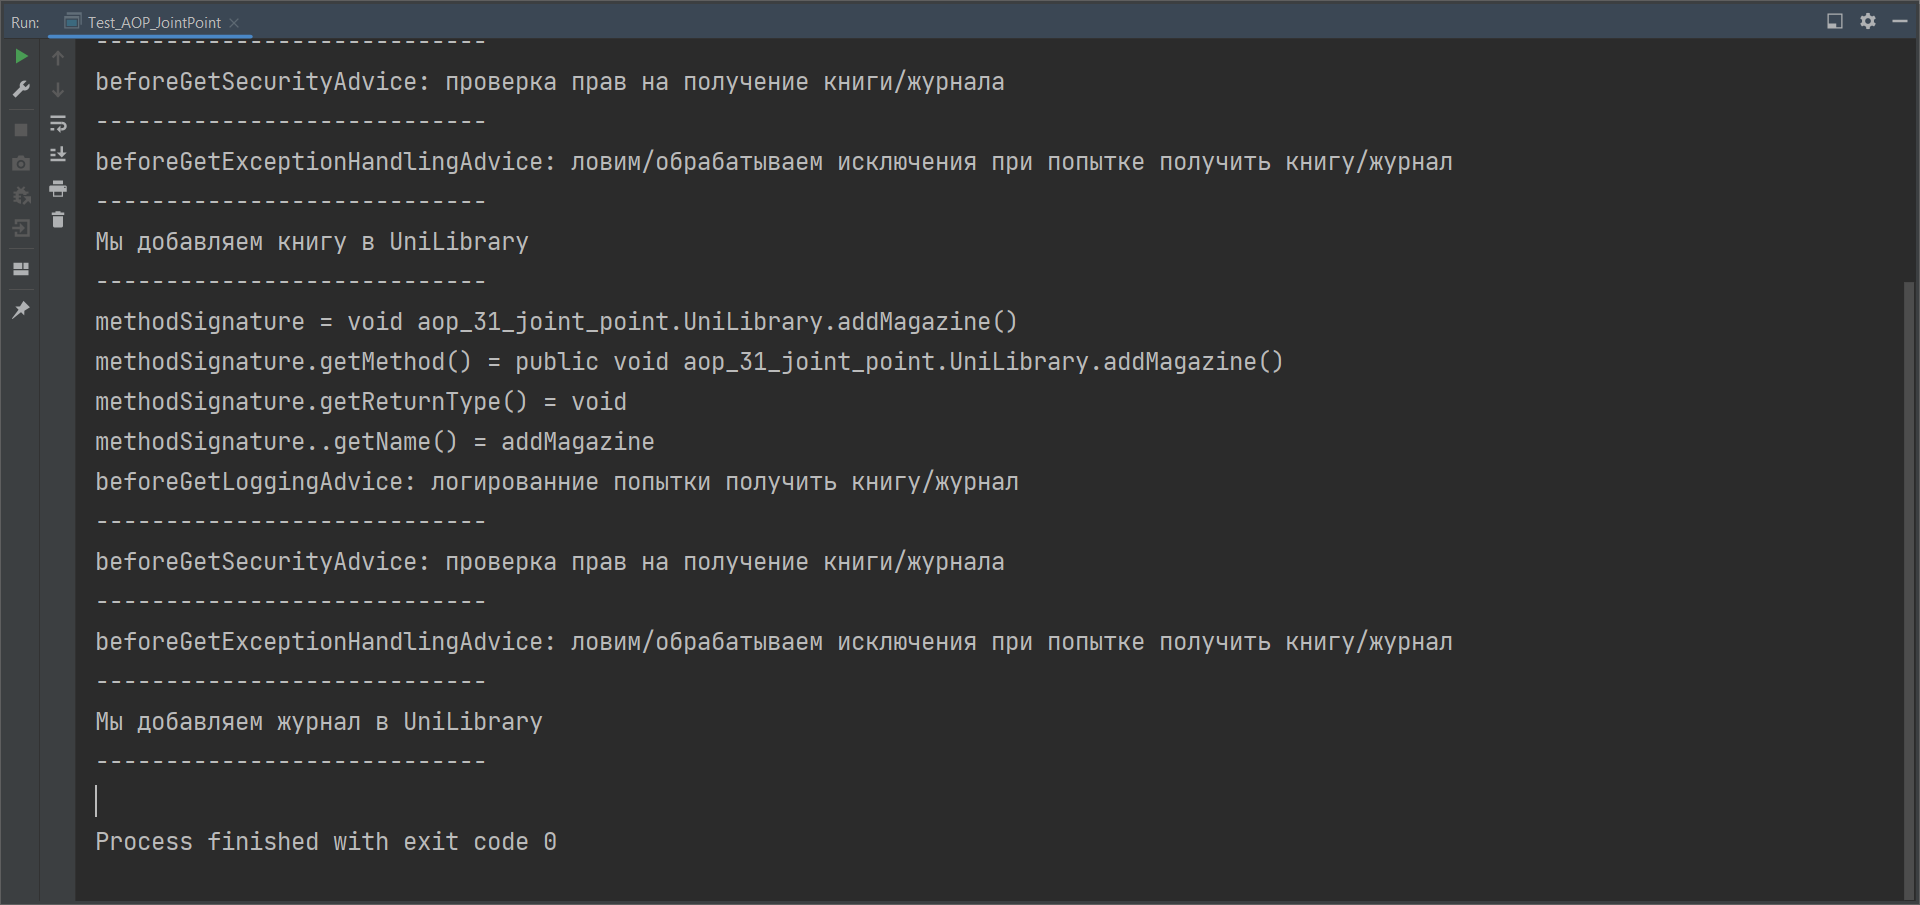 Run: Test_AOP_JointPoint
----------------------------
beforeGetSecurityAdvice: проверка прав на получение книги/журнала
----------------------------
beforeGetExceptionHandlingAdvice: ловим/обрабатываем исключения при попытке получить книгу/журнал
----------------------------
Мы добавляем книгу в UniLibrary
----------------------------
methodSignature = void aop_31_joint_point.UniLibrary.addMagazine()
methodSignature.getMethod() = public void aop_31_joint_point.UniLibrary.addMagazine()
methodSignature.getReturnType() = void
methodSignature..getName() = addMagazine
beforeGetLoggingAdvice: логированние попытки получить книгу/журнал
----------------------------
beforeGetSecurityAdvice: проверка прав на получение книги/журнала
----------------------------
beforeGetExceptionHandlingAdvice: ловим/обрабатываем исключения при попытке получить книгу/журнал
----------------------------
Мы добавляем журнал в UniLibrary
----------------------------
Process finished with exit code 0